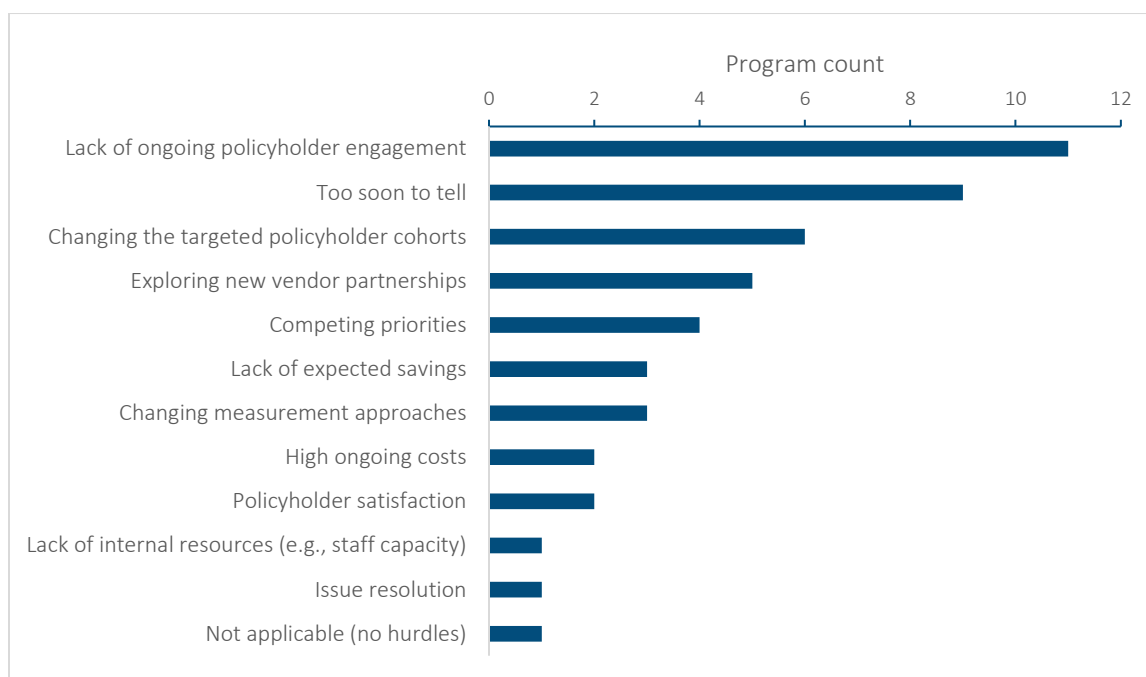 Program count
0 2 4 6 8 10 12
Lack of ongoing policyholder engagement
Too soon to tell
Changing the targeted policyholder cohorts
Exploring new vendor partnerships
Competing priorities
Lack of expected savings
Changing measurement approaches
High ongoing costs
Policyholder satisfaction
Lack of internal resources (e.g., staff capacity)
Issue resolution
Not applicable (no hurdles)